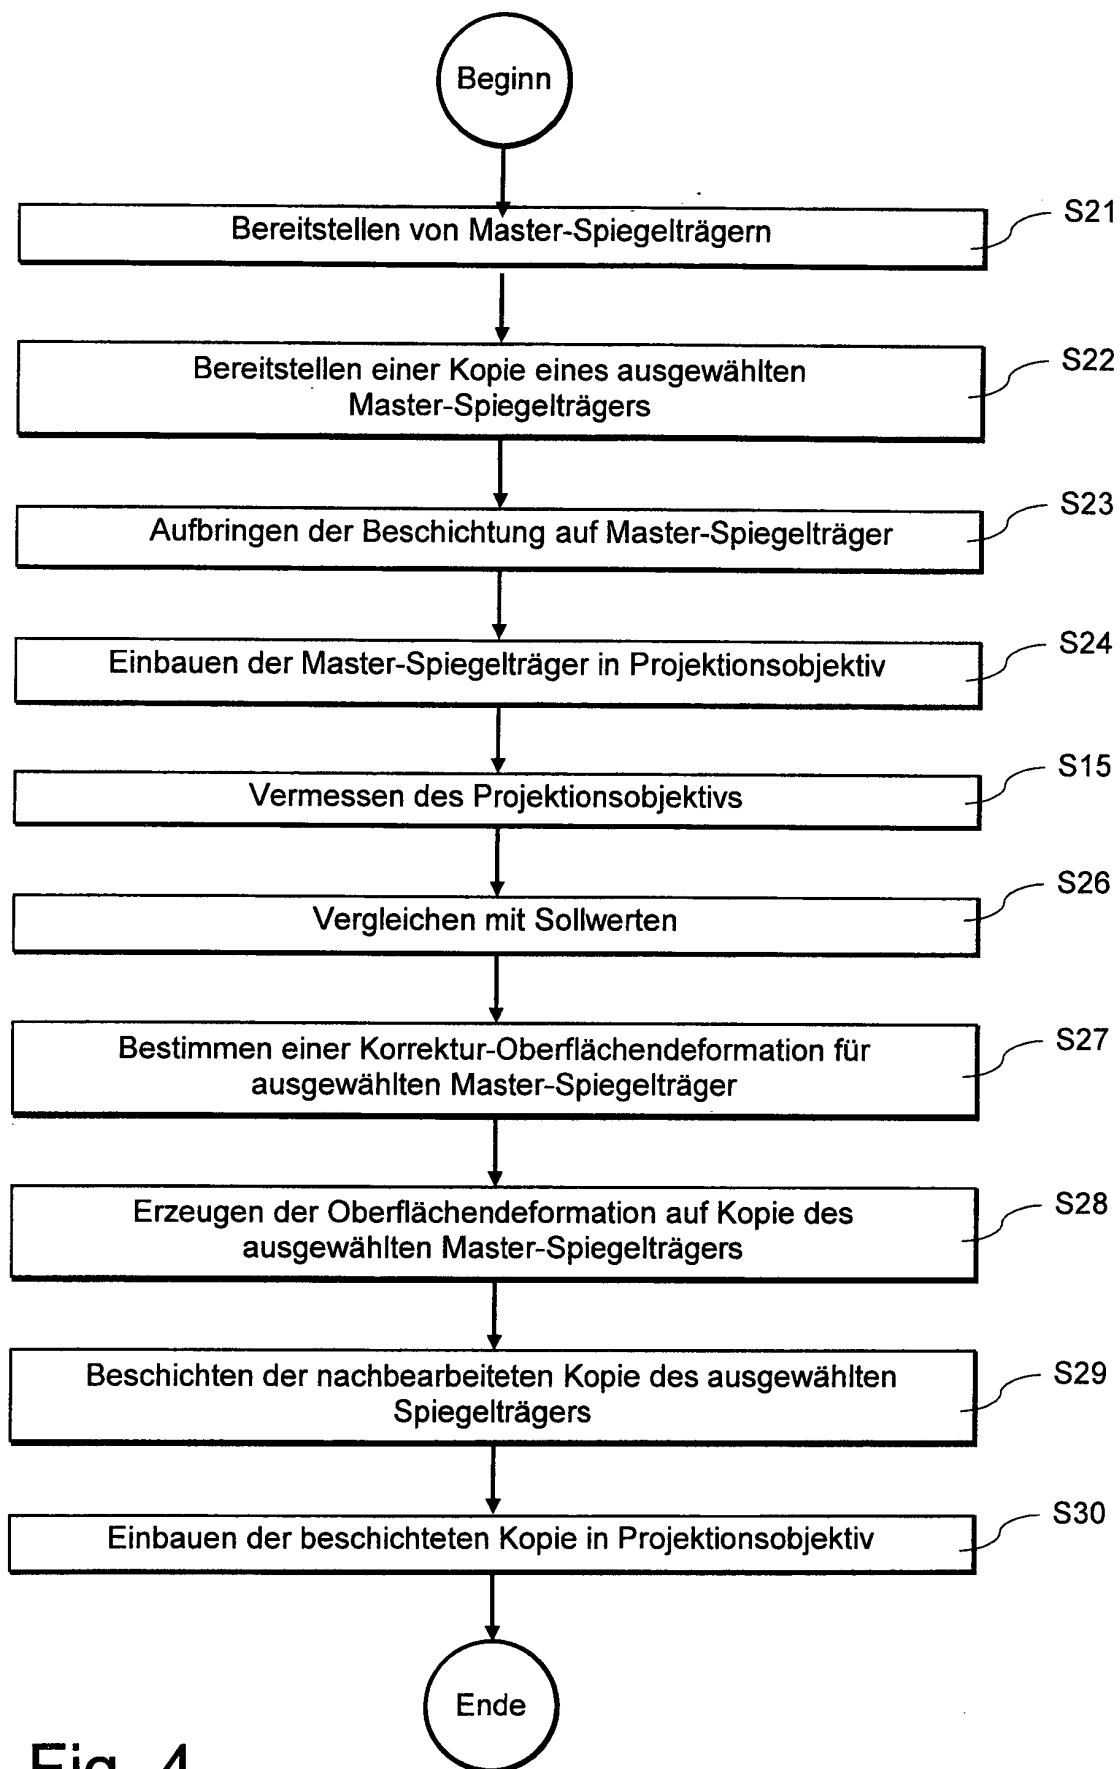 Beginn
Bereitstellen von Master-Spiegelträgern
S21
Bereitstellen einer Kopie eines ausgewählten
Master-Spiegelträgers
S22
Aufbringen der Beschichtung auf Master-Spiegelträger
S23
Einbauen der Master-Spiegelträger in Projektionsobjektiv
S24
Vermessen des Projektionsobjektivs
S15
Vergleichen mit Sollwerten
S26
Bestimmen einer Korrektur-Oberflächendeformation für
ausgewählten Master-Spiegelträger
S27
Erzeugen der Oberflächendeformation auf Kopie des
ausgewählten Master-Spiegelträgers
S28
Beschichten der nachbearbeiteten Kopie des ausgewählten
Spiegelträgers
S29
Einbauen der beschichteten Kopie in Projektionsobjektiv
S30
Ende
Fig. 4